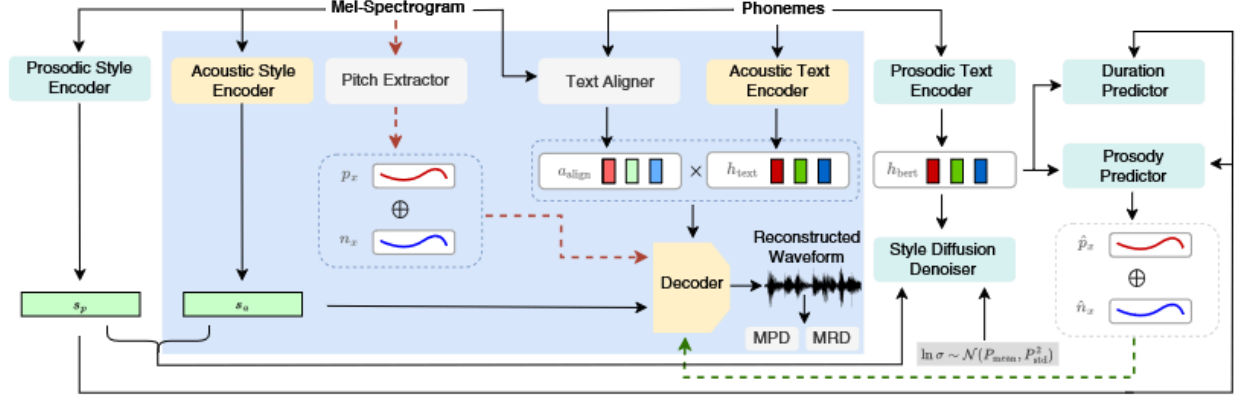 Mel-Spectrogram
Phonemes
Prosodic Style
Encoder
Acoustic Style
Encoder
Pitch Extractor
Text Aligner
Acoustic Text
Encoder
Prosodic Text
Encoder
Duration
Predictor
p_x
⊕
n_x
a_align
×
h_text
h_bert
Prosody
Predictor
Decoder
Reconstructed
Waveform
Style Diffusion
Denoiser
p̂_x
⊕
n̂_x
s_p
s_a
MPD
MRD
ln σ ∼ 𝒩(P_mean, P²_std)